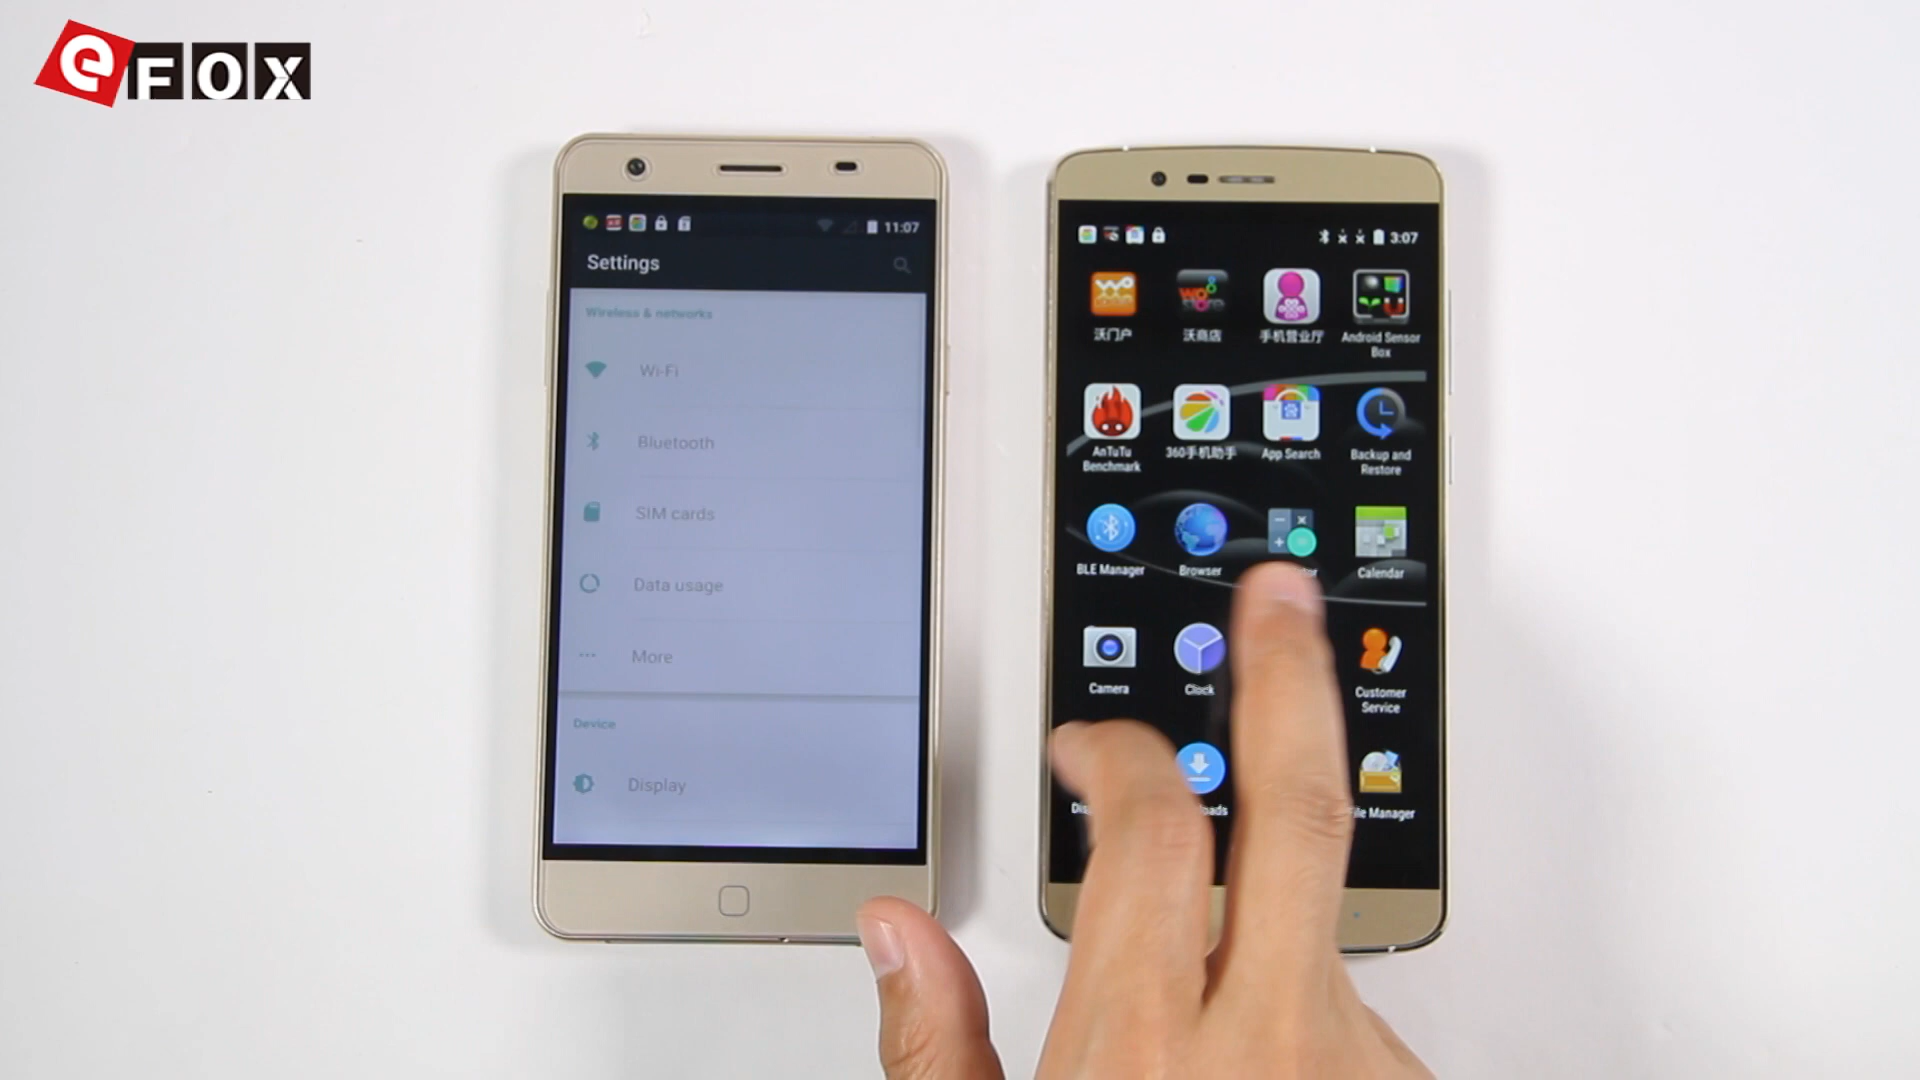 eFOX
11:07
Settings
Wireless & networks
Wi-Fi
Bluetooth
SIM cards
Data usage
More
Device
Display
3:07
沃门户
沃商店
手机营业厅
Android Sensor
Box
AnTuTu
Benchmark
360手机助手
App Search
Backup and
Restore
BLE Manager
Browser
Calendar
Camera
Clock
Customer
Service
File Manager